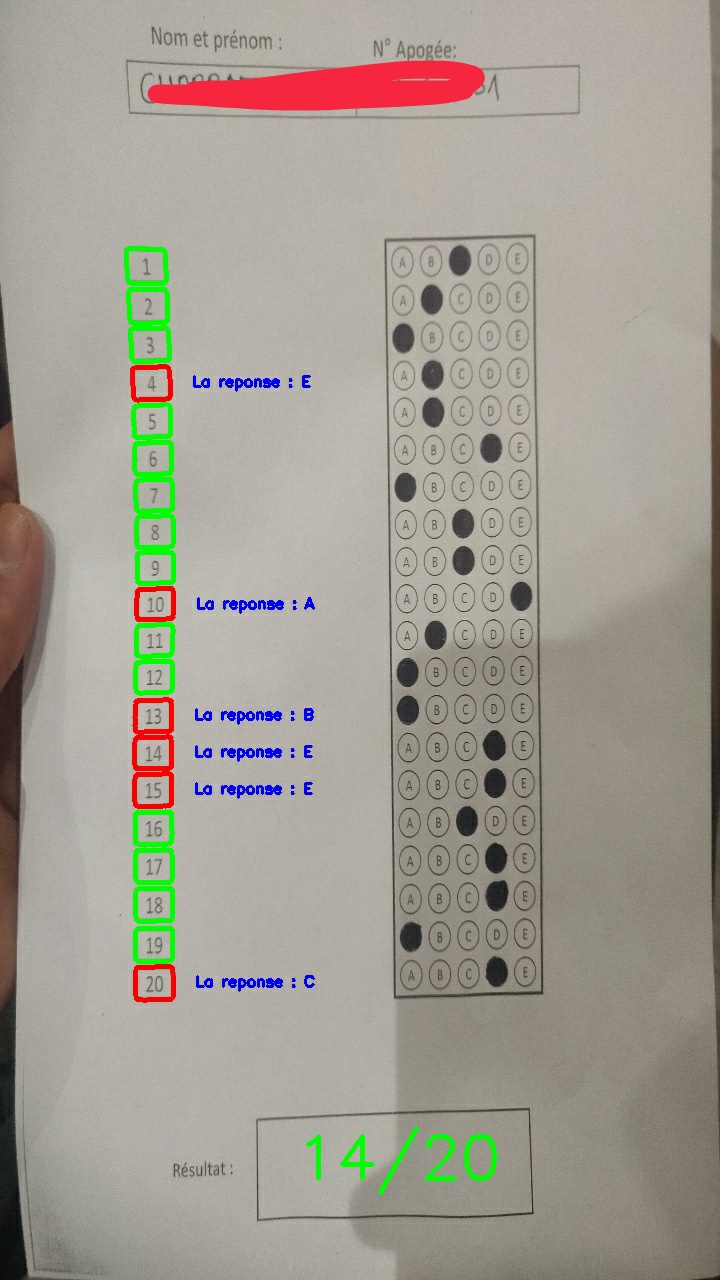 Nom et prénom : N° Apogée:
1 A B D E
2 A C D E
3 B C D E
4 La reponse : E A C D E
5 A C D E
6 A B C E
7 B C D E
8 A B D E
9 A B D E
10 La reponse : A A B C D
11 A C D E
12 B C D E
13 La reponse : B B C D E
14 La reponse : E A B C E
15 La reponse : E A B C E
16 A B D E
17 A B C E
18 A B C E
19 B C D E
20 La reponse : C A B C E
Résultat : 14/20